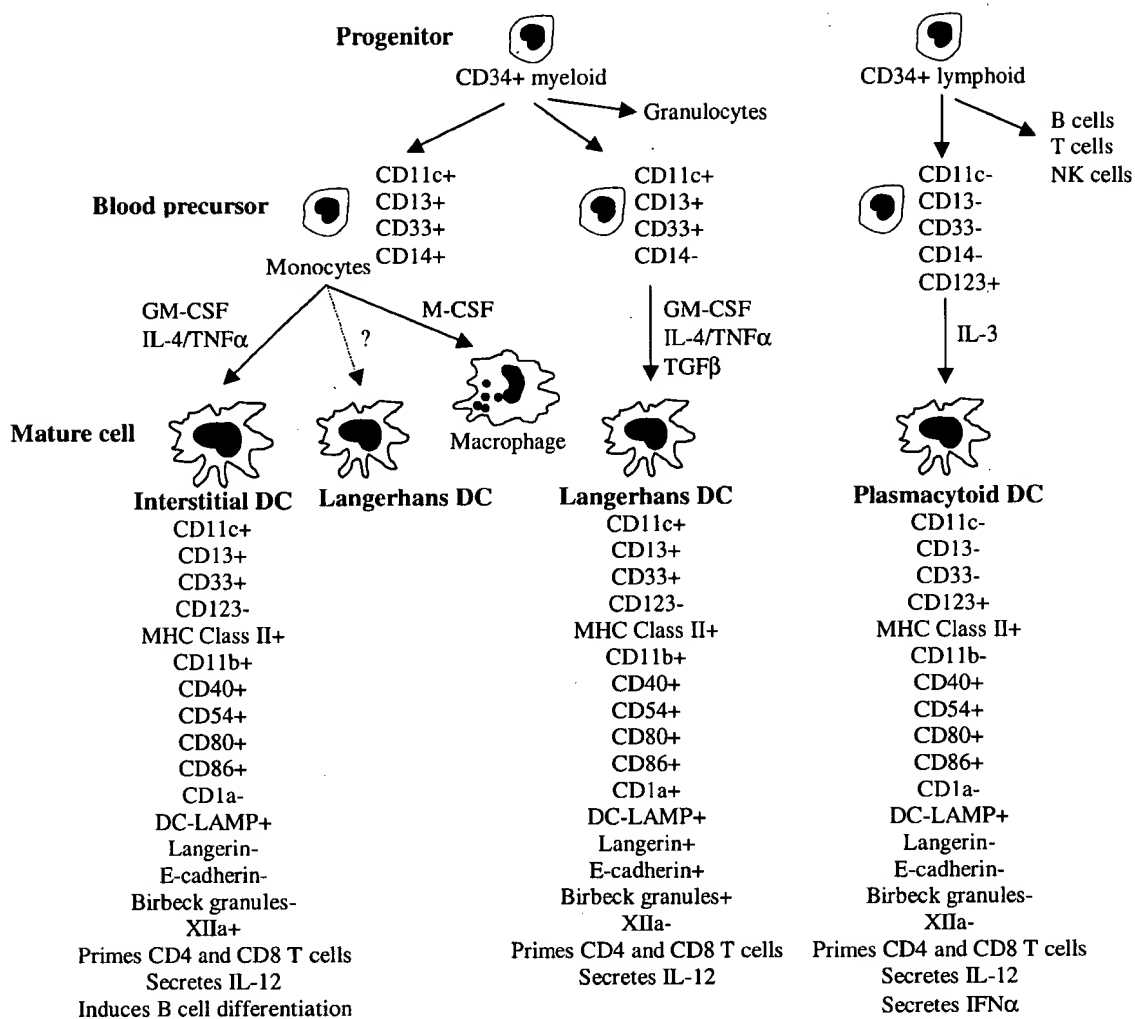 Progenitor
CD34+ myeloid
CD34+ lymphoid
Granulocytes
B cells
T cells
NK cells
Blood precursor
CD11c+
CD13+
CD33+
CD14+
Monocytes
CD11c+
CD13+
CD33+
CD14-
CD11c-
CD13-
CD33-
CD14-
CD123+
GM-CSF
IL-4/TNFα
?
M-CSF
GM-CSF
IL-4/TNFα
TGFβ
IL-3
Mature cell
Macrophage
Interstitial DC
CD11c+
CD13+
CD33+
CD123-
MHC Class II+
CD11b+
CD40+
CD54+
CD80+
CD86+
CD1a-
DC-LAMP+
Langerin-
E-cadherin-
Birbeck granules-
XIIa+
Primes CD4 and CD8 T cells
Secretes IL-12
Induces B cell differentiation
Langerhans DC
Langerhans DC
CD11c+
CD13+
CD33+
CD123-
MHC Class II+
CD11b+
CD40+
CD54+
CD80+
CD86+
CD1a+
DC-LAMP+
Langerin+
E-cadherin+
Birbeck granules+
XIIa-
Primes CD4 and CD8 T cells
Secretes IL-12
Plasmacytoid DC
CD11c-
CD13-
CD33-
CD123+
MHC Class II+
CD11b-
CD40+
CD54+
CD80+
CD86+
CD1a-
DC-LAMP+
Langerin-
E-cadherin-
Birbeck granules-
XIIa-
Primes CD4 and CD8 T cells
Secretes IL-12
Secretes IFNα